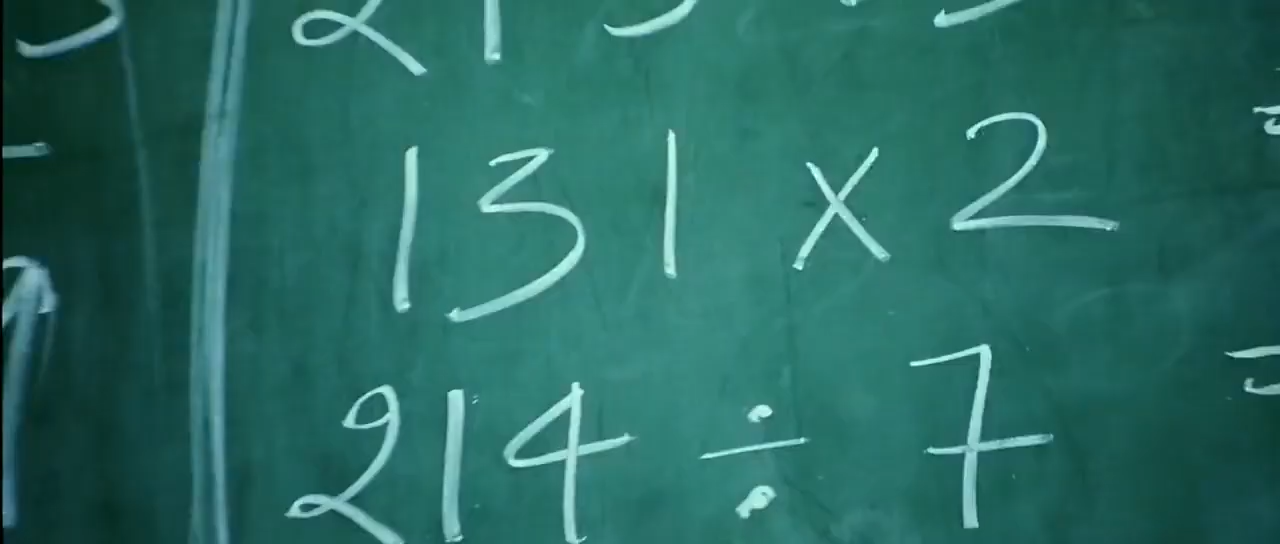 131 × 2 =
214 ÷ 7 =